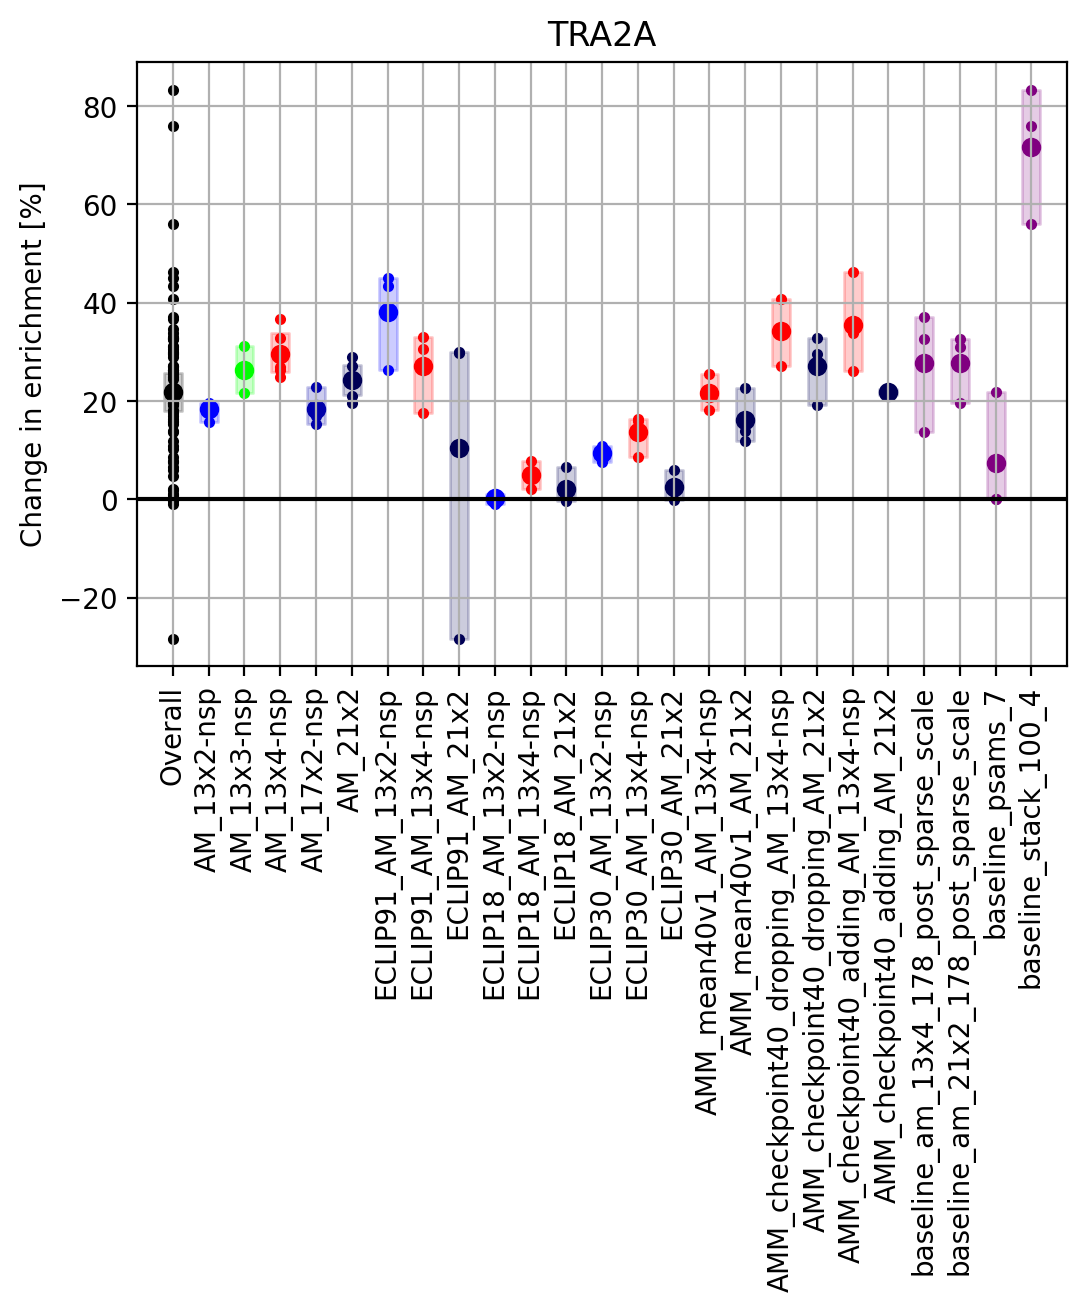 TRA2A
Change in enrichment [%]
80
60
40
20
0
−20
Overall
AM_13x2-nsp
AM_13x3-nsp
AM_13x4-nsp
AM_17x2-nsp
AM_21x2
ECLIP91_AM_13x2-nsp
ECLIP91_AM_13x4-nsp
ECLIP91_AM_21x2
ECLIP18_AM_13x2-nsp
ECLIP18_AM_13x4-nsp
ECLIP18_AM_21x2
ECLIP30_AM_13x2-nsp
ECLIP30_AM_13x4-nsp
ECLIP30_AM_21x2
AMM_mean40v1_AM_13x4-nsp
AMM_mean40v1_AM_21x2
AMM_checkpoint40_dropping_AM_13x4-nsp
AMM_checkpoint40_dropping_AM_21x2
AMM_checkpoint40_adding_AM_13x4-nsp
AMM_checkpoint40_adding_AM_21x2
baseline_am_13x4_178_post_sparse_scale
baseline_am_21x2_178_post_sparse_scale
baseline_psams_7
baseline_stack_100_4